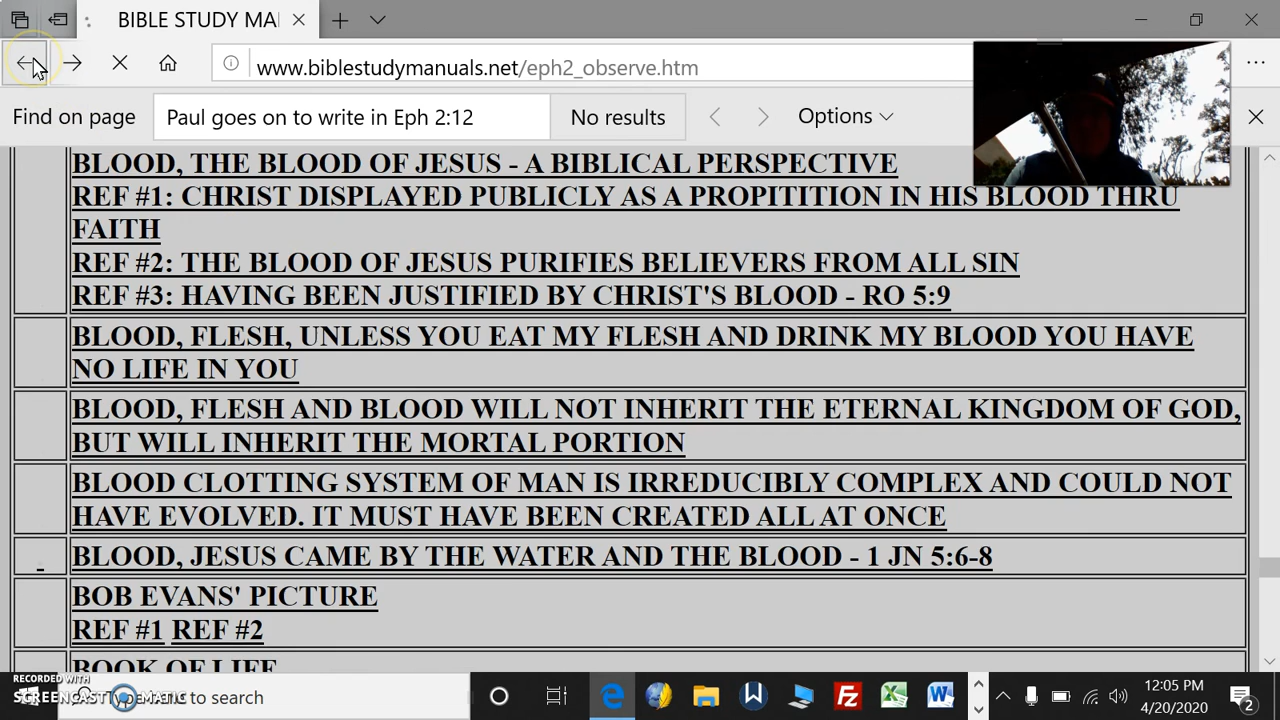 BIBLE STUDY MA
www.biblestudymanuals.net/eph2_observe.htm
Find on page
Paul goes on to write in Eph 2:12
No results
Options
BLOOD, THE BLOOD OF JESUS - A BIBLICAL PERSPECTIVE
REF #1: CHRIST DISPLAYED PUBLICLY AS A PROPITITION IN HIS BLOOD THRU
FAITH
REF #2: THE BLOOD OF JESUS PURIFIES BELIEVERS FROM ALL SIN
REF #3: HAVING BEEN JUSTIFIED BY CHRIST'S BLOOD - RO 5:9
BLOOD, FLESH, UNLESS YOU EAT MY FLESH AND DRINK MY BLOOD YOU HAVE
NO LIFE IN YOU
BLOOD, FLESH AND BLOOD WILL NOT INHERIT THE ETERNAL KINGDOM OF GOD,
BUT WILL INHERIT THE MORTAL PORTION
BLOOD CLOTTING SYSTEM OF MAN IS IRREDUCIBLY COMPLEX AND COULD NOT
HAVE EVOLVED. IT MUST HAVE BEEN CREATED ALL AT ONCE
BLOOD, JESUS CAME BY THE WATER AND THE BLOOD - 1 JN 5:6-8
BOB EVANS' PICTURE
REF #1 REF #2
BOOK OF LIFE
RECORDED WITH
SCREENCAST MATIC
Type here to search
12:05 PM
4/20/2020
2